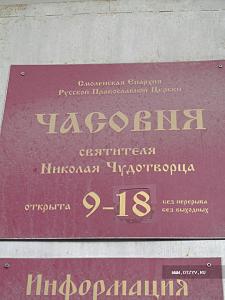 Смоленская Епархия
Русской Православной Церкви
ЧАСОВНЯ
святителя
Николая Чудотворца
открыта 9-18 без перерыва
без выходных
Информация
www.otzyv.ru